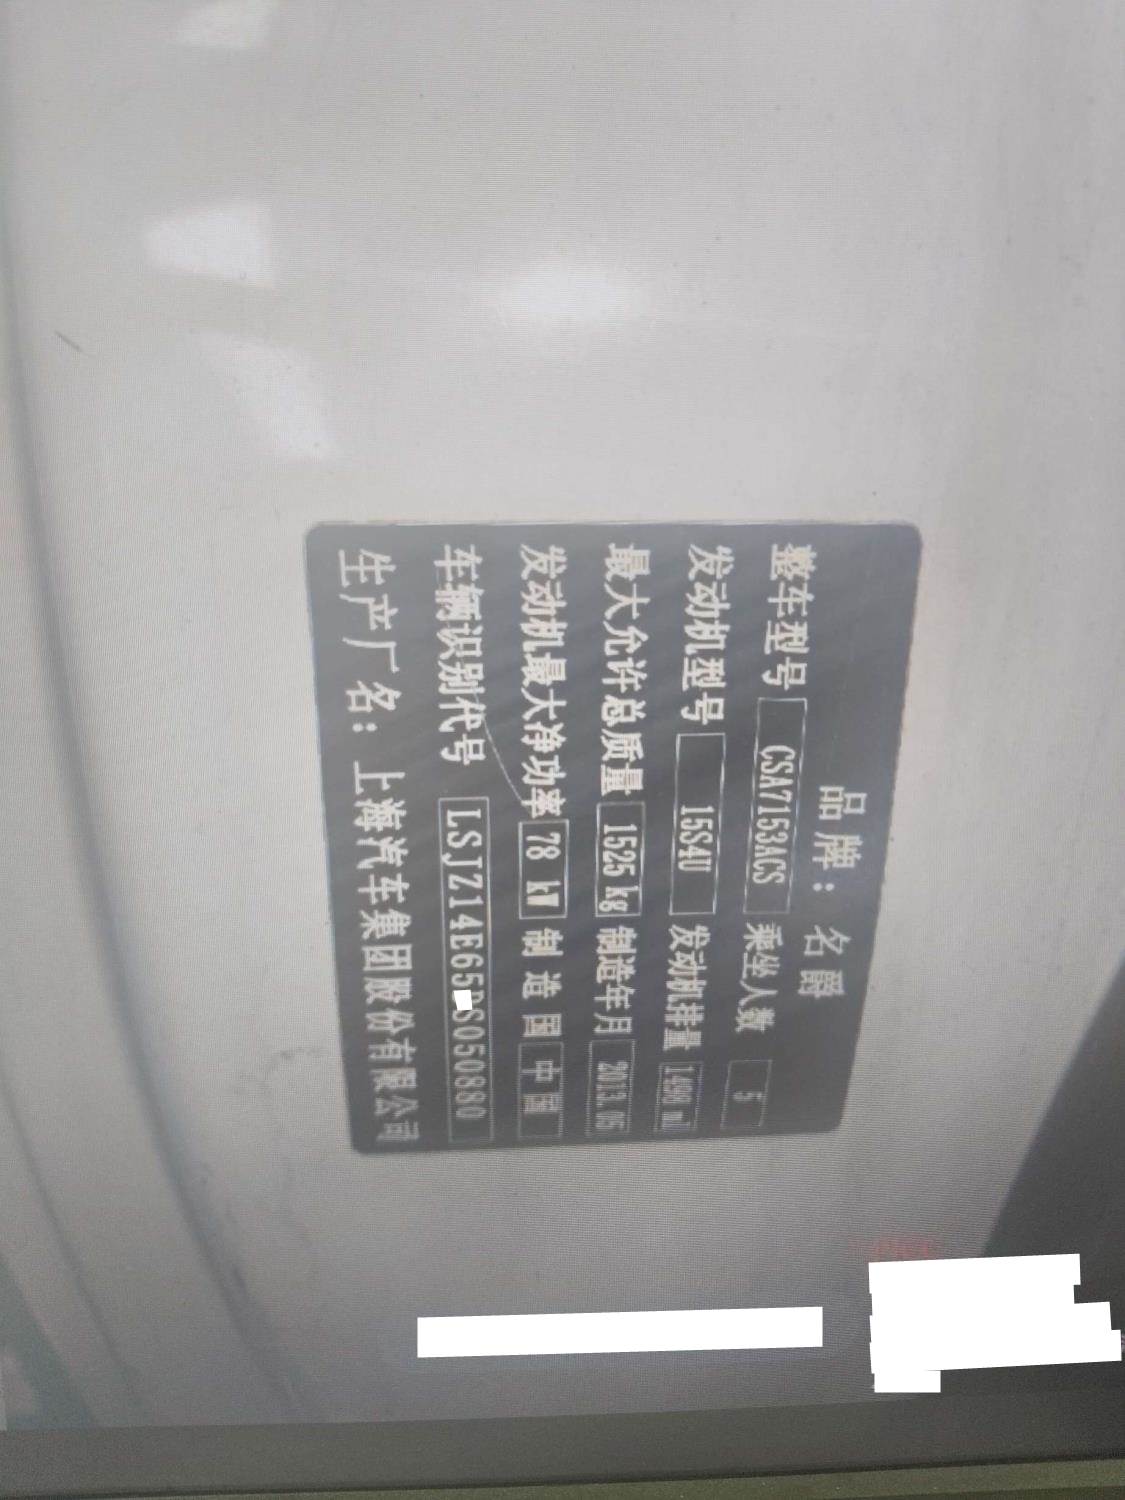 品牌：名爵
整车型号 CSA7153ACS 乘坐人数 5
发动机型号 15S4U 发动机排量 1498 ml
最大允许总质量 1525 kg 制造年月 2013.05
发动机最大净功率 78 kW 制造国 中国
车辆识别代号 LSJZ14E65DS050880
生产厂名：上海汽车集团股份有限公司